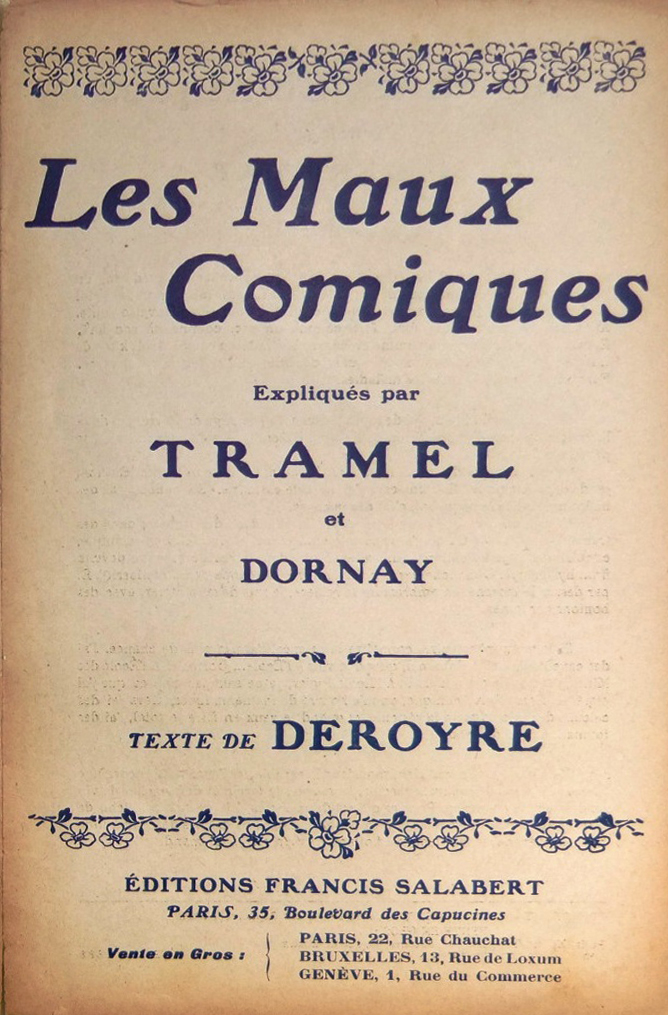 Les Maux
Comiques
Expliqués par
TRAMEL
et
DORNAY
TEXTE DE DEROYRE
ÉDITIONS FRANCIS SALABERT
PARIS, 35, Boulevard des Capucines
Vente en Gros :
PARIS, 22, Rue Chauchat
BRUXELLES, 13, Rue de Loxum
GENÈVE, 1, Rue du Commerce